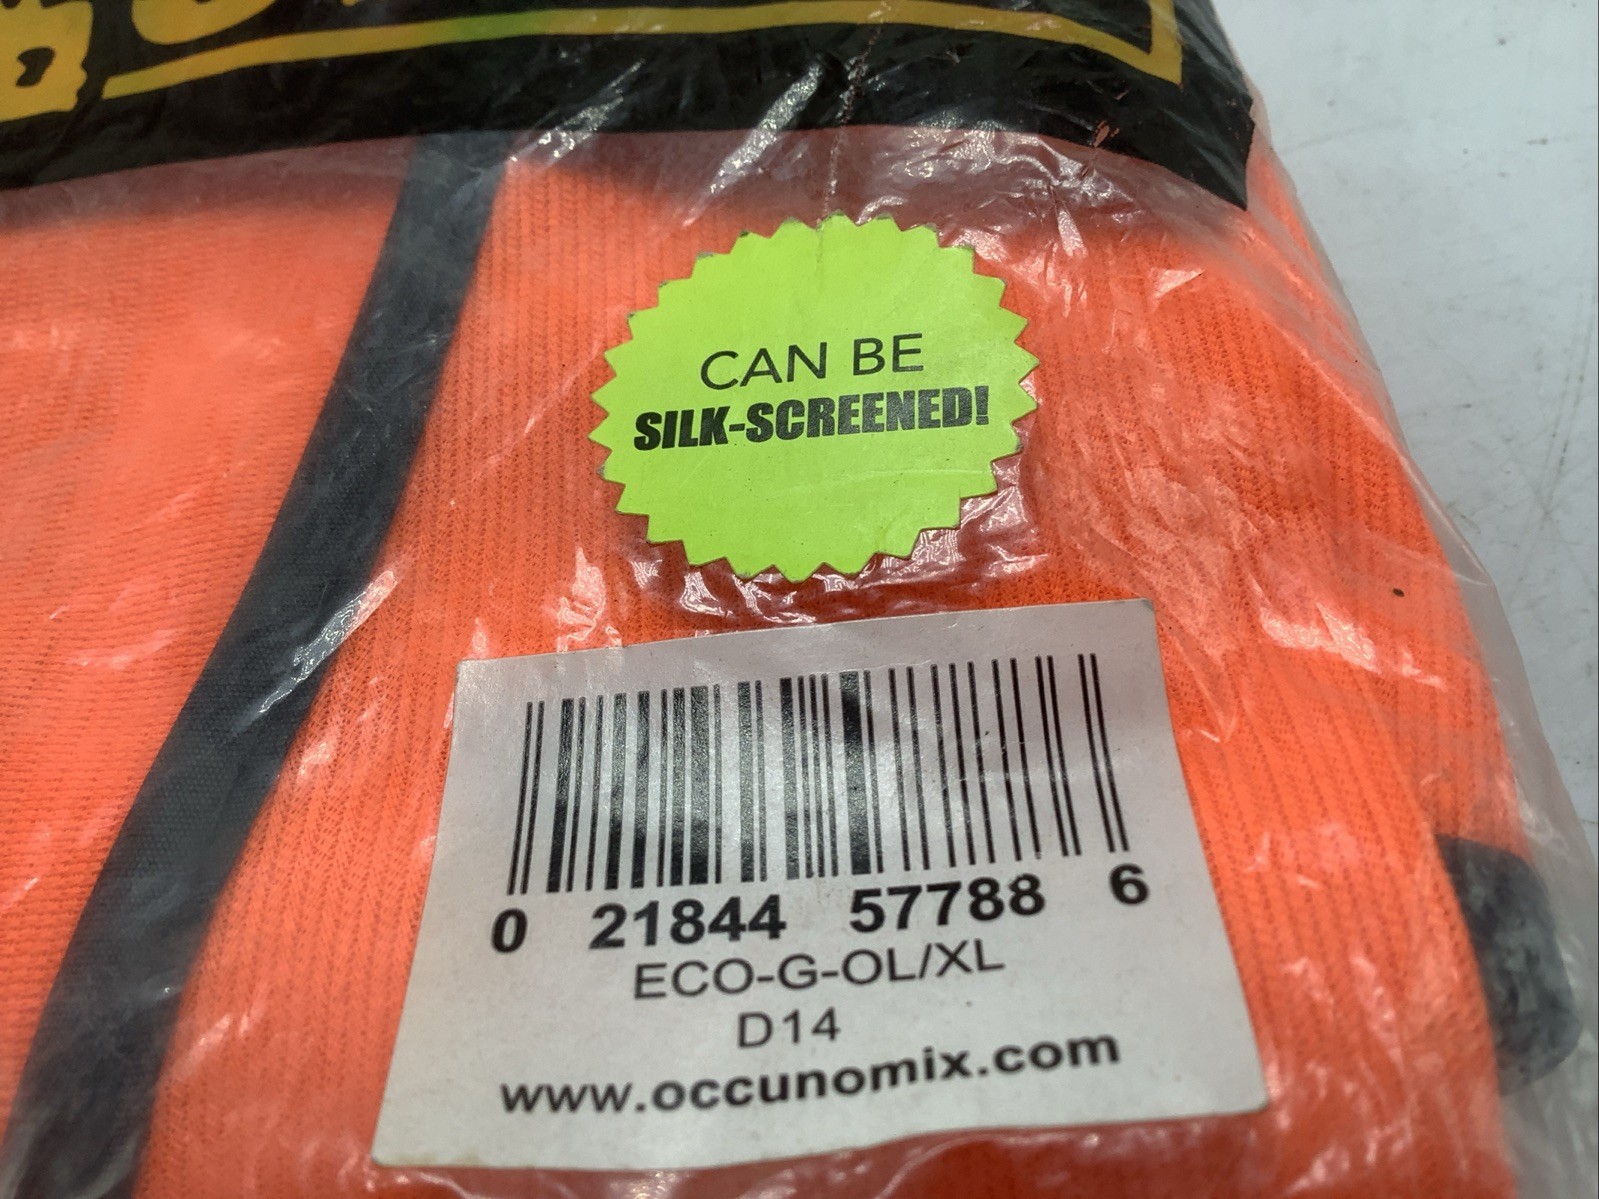 CAN BE
SILK-SCREENED!
0 21844 57788 6
ECO-G-OL/XL
D14
www.occunomix.com